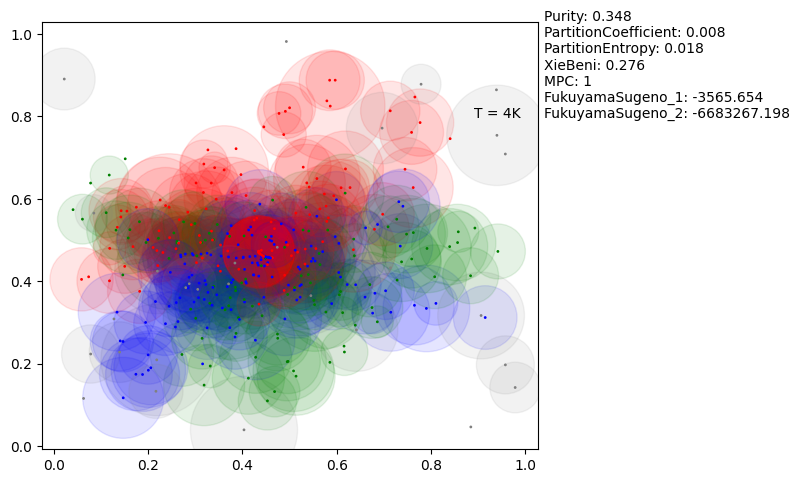 Purity: 0.348
PartitionCoefficient: 0.008
PartitionEntropy: 0.018
XieBeni: 0.276
MPC: 1
FukuyamaSugeno_1: -3565.654
FukuyamaSugeno_2: -6683267.198
T = 4K
1.0
0.8
0.6
0.4
0.2
0.0
0.0 0.2 0.4 0.6 0.8 1.0